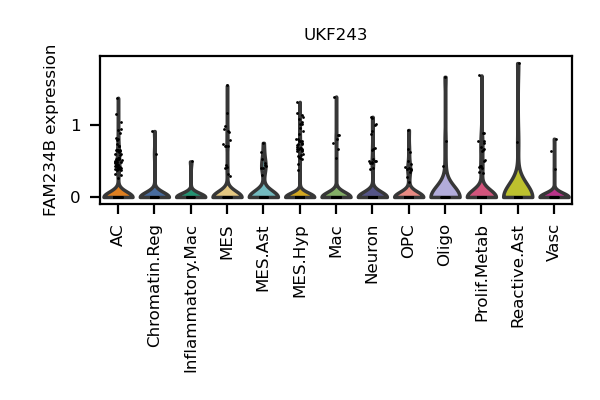 UKF243
FAM234B expression
1
0
AC
Chromatin.Reg
Inflammatory.Mac
MES
MES.Ast
MES.Hyp
Mac
Neuron
OPC
Oligo
Prolif.Metab
Reactive.Ast
Vasc